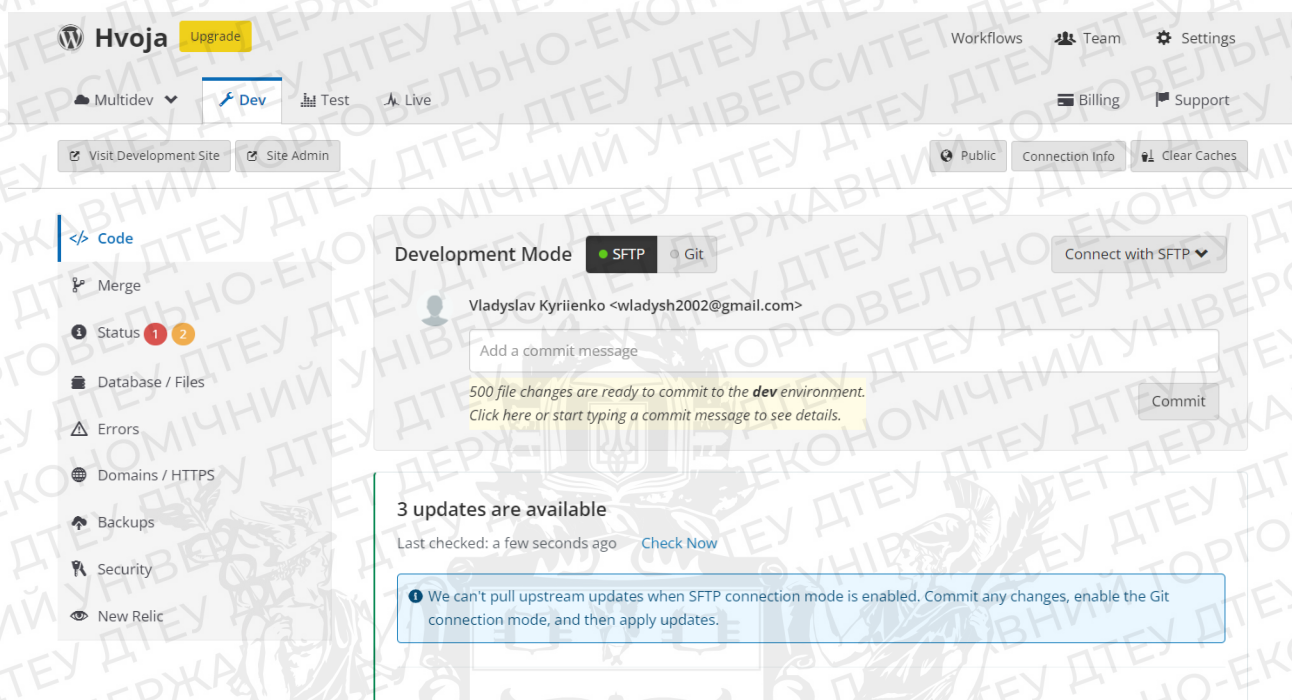 Hvoja Upgrade Workflows Team Settings
Multidev Dev Test Live Billing Support
Visit Development Site Site Admin Public Connection Info Clear Caches
Code
Merge
Status 1 2
Database / Files
Errors
Domains / HTTPS
Backups
Security
New Relic
Development Mode SFTP Git Connect with SFTP
Vladyslav Kyriienko <wladysh2002@gmail.com>
Add a commit message
500 file changes are ready to commit to the dev environment.
Click here or start typing a commit message to see details.
Commit
3 updates are available
Last checked: a few seconds ago Check Now
We can't pull upstream updates when SFTP connection mode is enabled. Commit any changes, enable the Git
connection mode, and then apply updates.